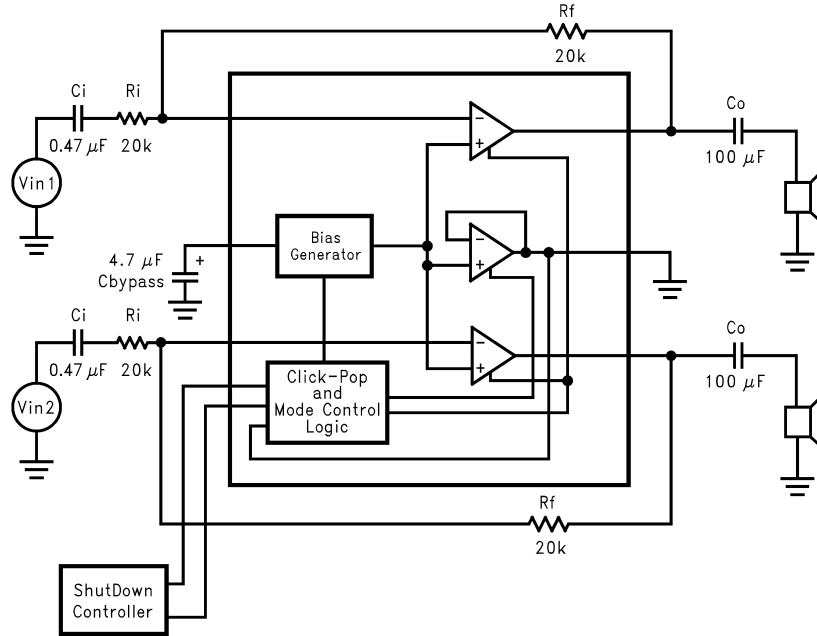 Rf
20k
Ci
Ri
Co
0.47 μF
20k
100 μF
Vin1
−
+
Bias
Generator
4.7 μF
+
Cbypass
−
+
Ci
Ri
Co
0.47 μF
20k
100 μF
Vin2
−
+
Click-Pop
and
Mode Control
Logic
Rf
20k
ShutDown
Controller